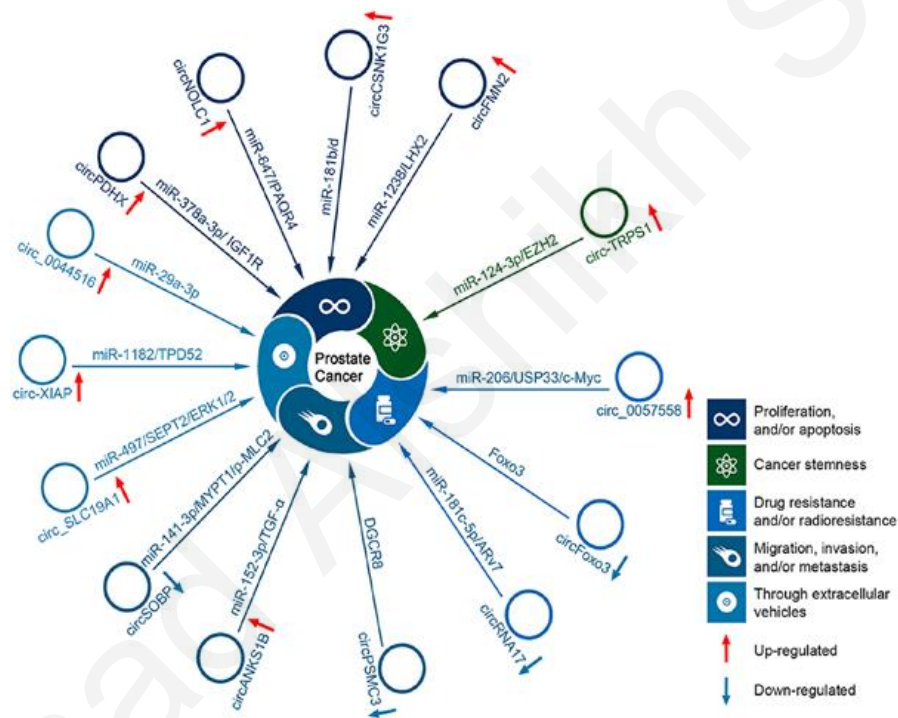 circCSNK1G3
miR-181b/d
circFMN2
miR-1238/LHX2
circNOLC1
miR-647/PAQR4
circPDHX
miR-378a-3p/ IGF1R
circ-TRPS1
miR-124-3p/EZH2
circ_0044516
miR-29a-3p
circ-XIAP
miR-1182/TPD52
Prostate
Cancer
miR-206/USP33/c-Myc
circ_0057558
circ_SLC19A1
miR-497/SEPT2/ERK1/2
circSOBP
miR-141-3p/MYPT1/p-MLC2
circANKS1B
miR-152-3p/TGF-α
circPSMC3
DGCR8
circRNA17
miR-181c-5p/ARv7
circFoxo3
Foxo3
Proliferation,
and/or apoptosis
Cancer stemness
Drug resistance
and/or radioresistance
Migration, invasion,
and/or metastasis
Through extracellular
vehicles
Up-regulated
Down-regulated